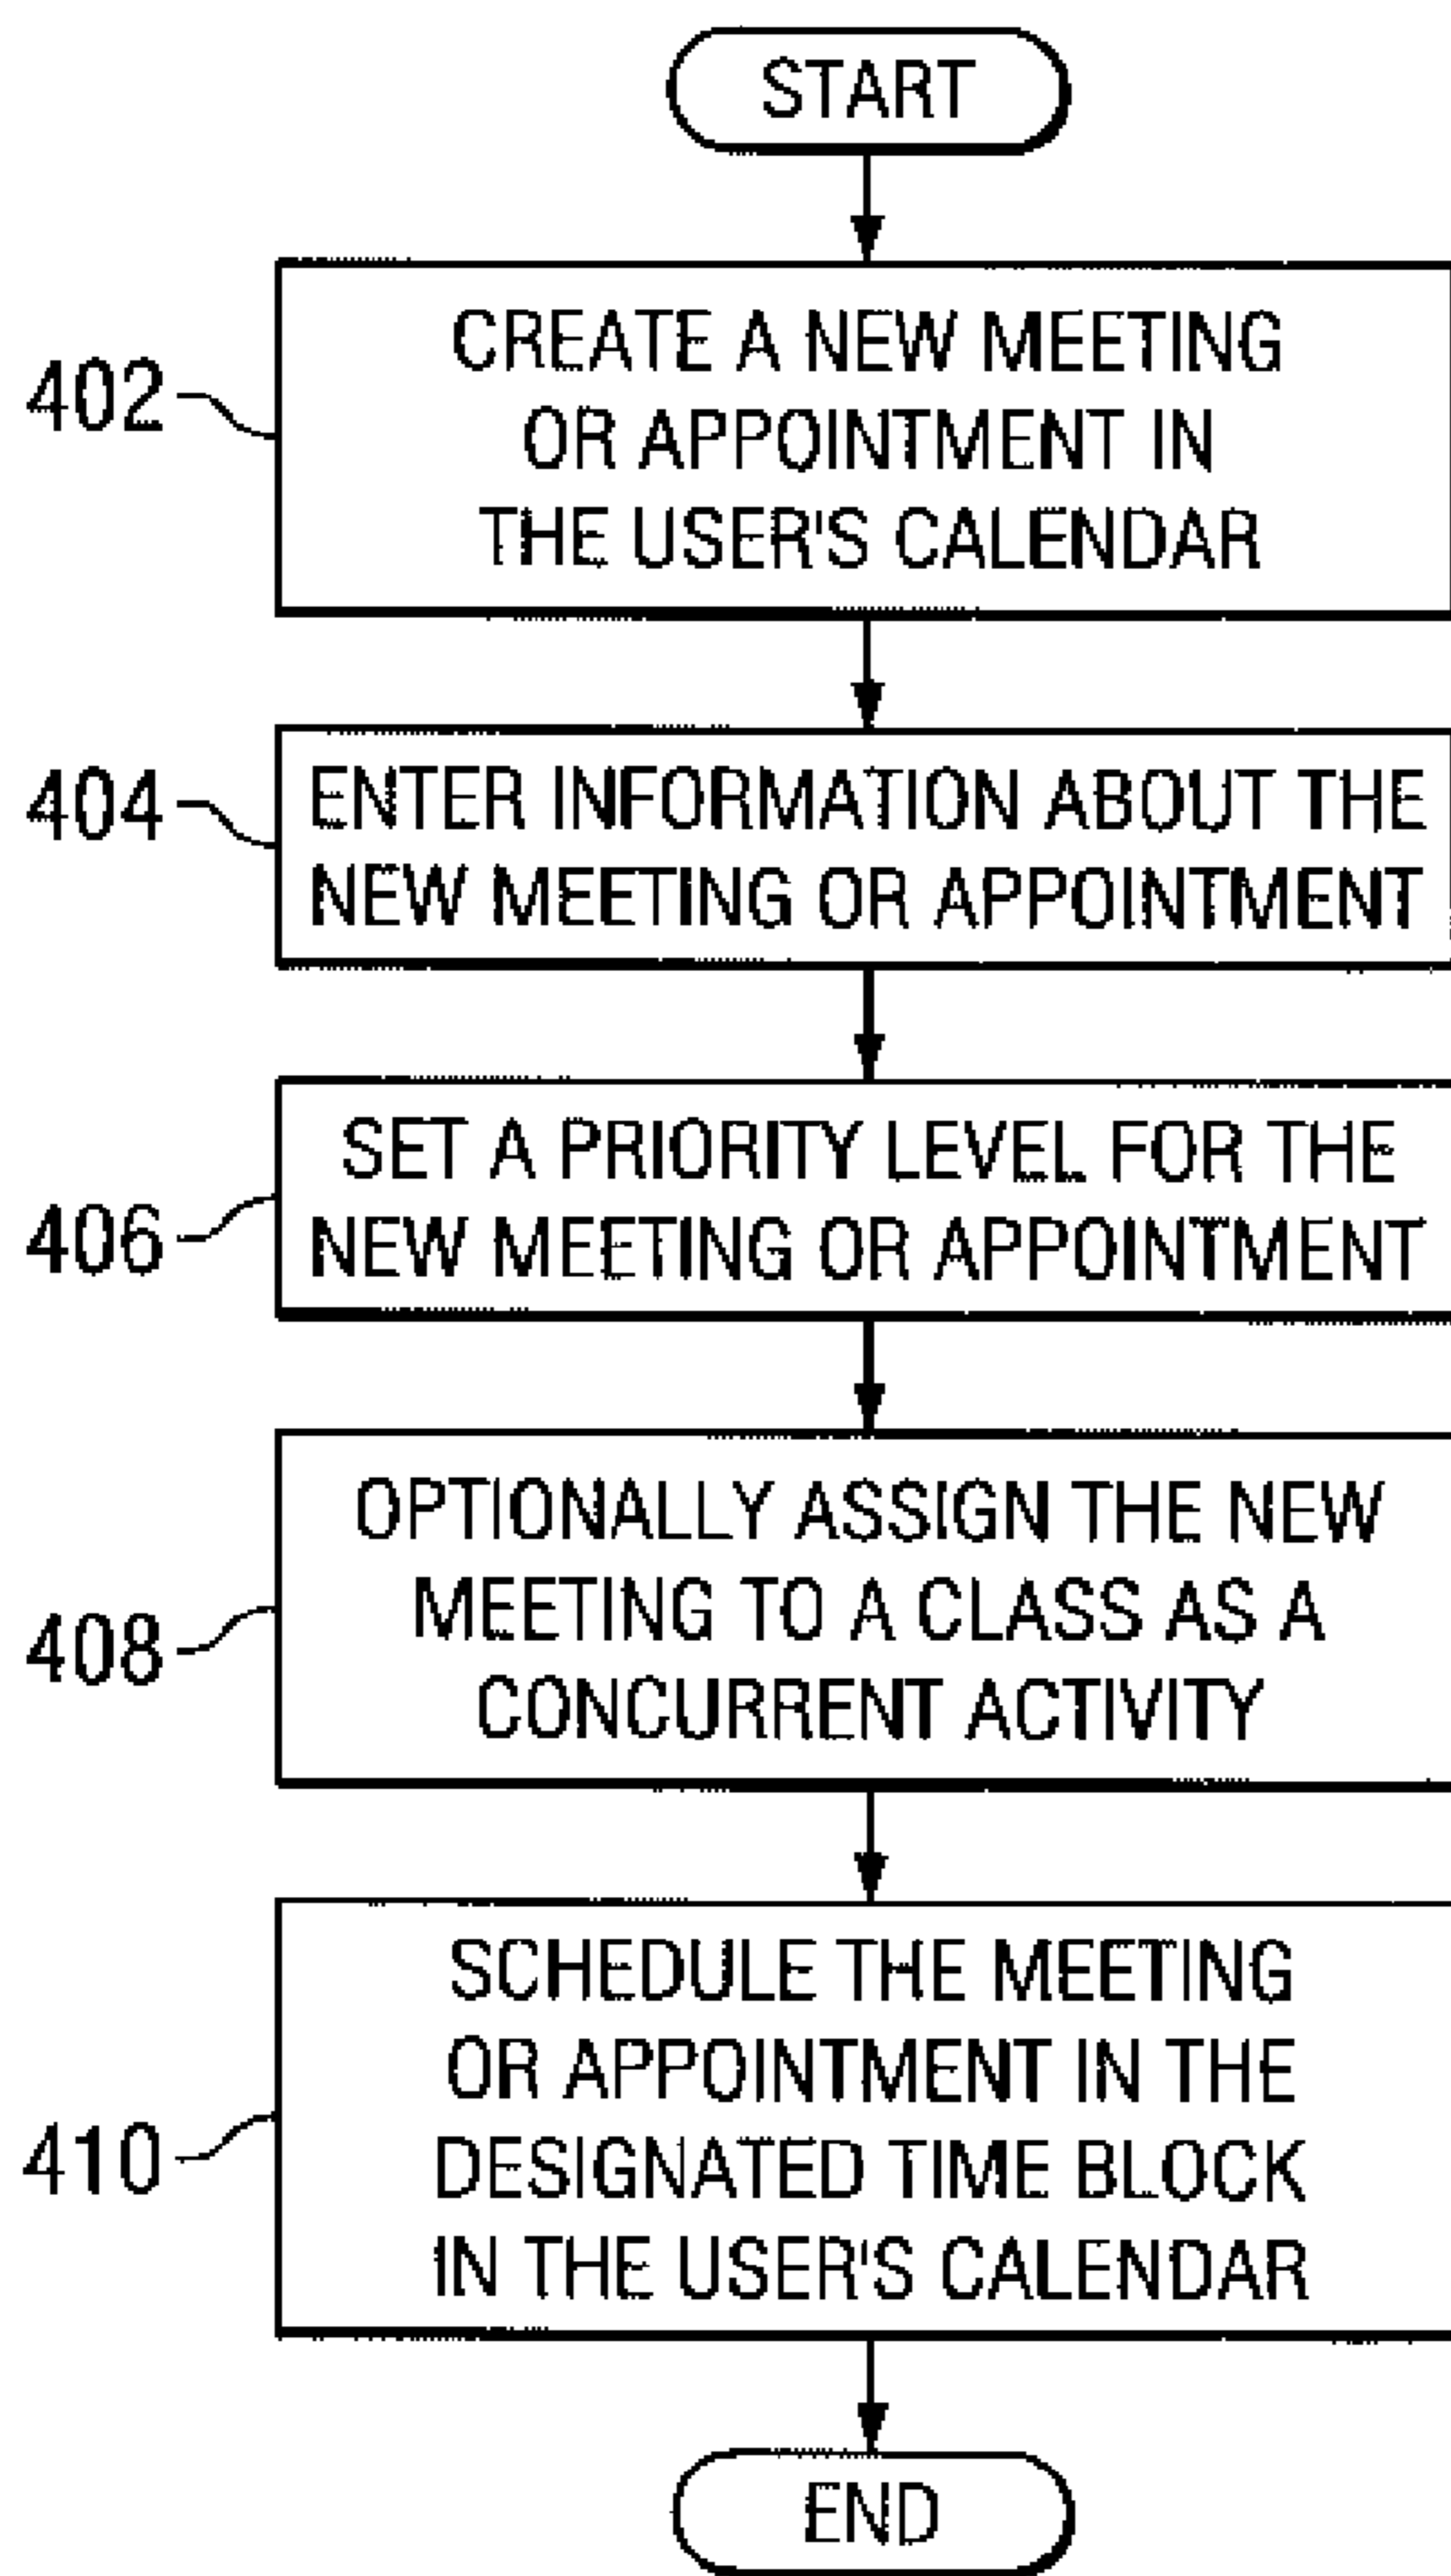 START
402
CREATE A NEW MEETING
OR APPOINTMENT IN
THE USER'S CALENDAR
404
ENTER INFORMATION ABOUT THE
NEW MEETING OR APPOINTMENT
406
SET A PRIORITY LEVEL FOR THE
NEW MEETING OR APPOINTMENT
408
OPTIONALLY ASSIGN THE NEW
MEETING TO A CLASS AS A
CONCURRENT ACTIVITY
410
SCHEDULE THE MEETING
OR APPOINTMENT IN THE
DESIGNATED TIME BLOCK
IN THE USER'S CALENDAR
END